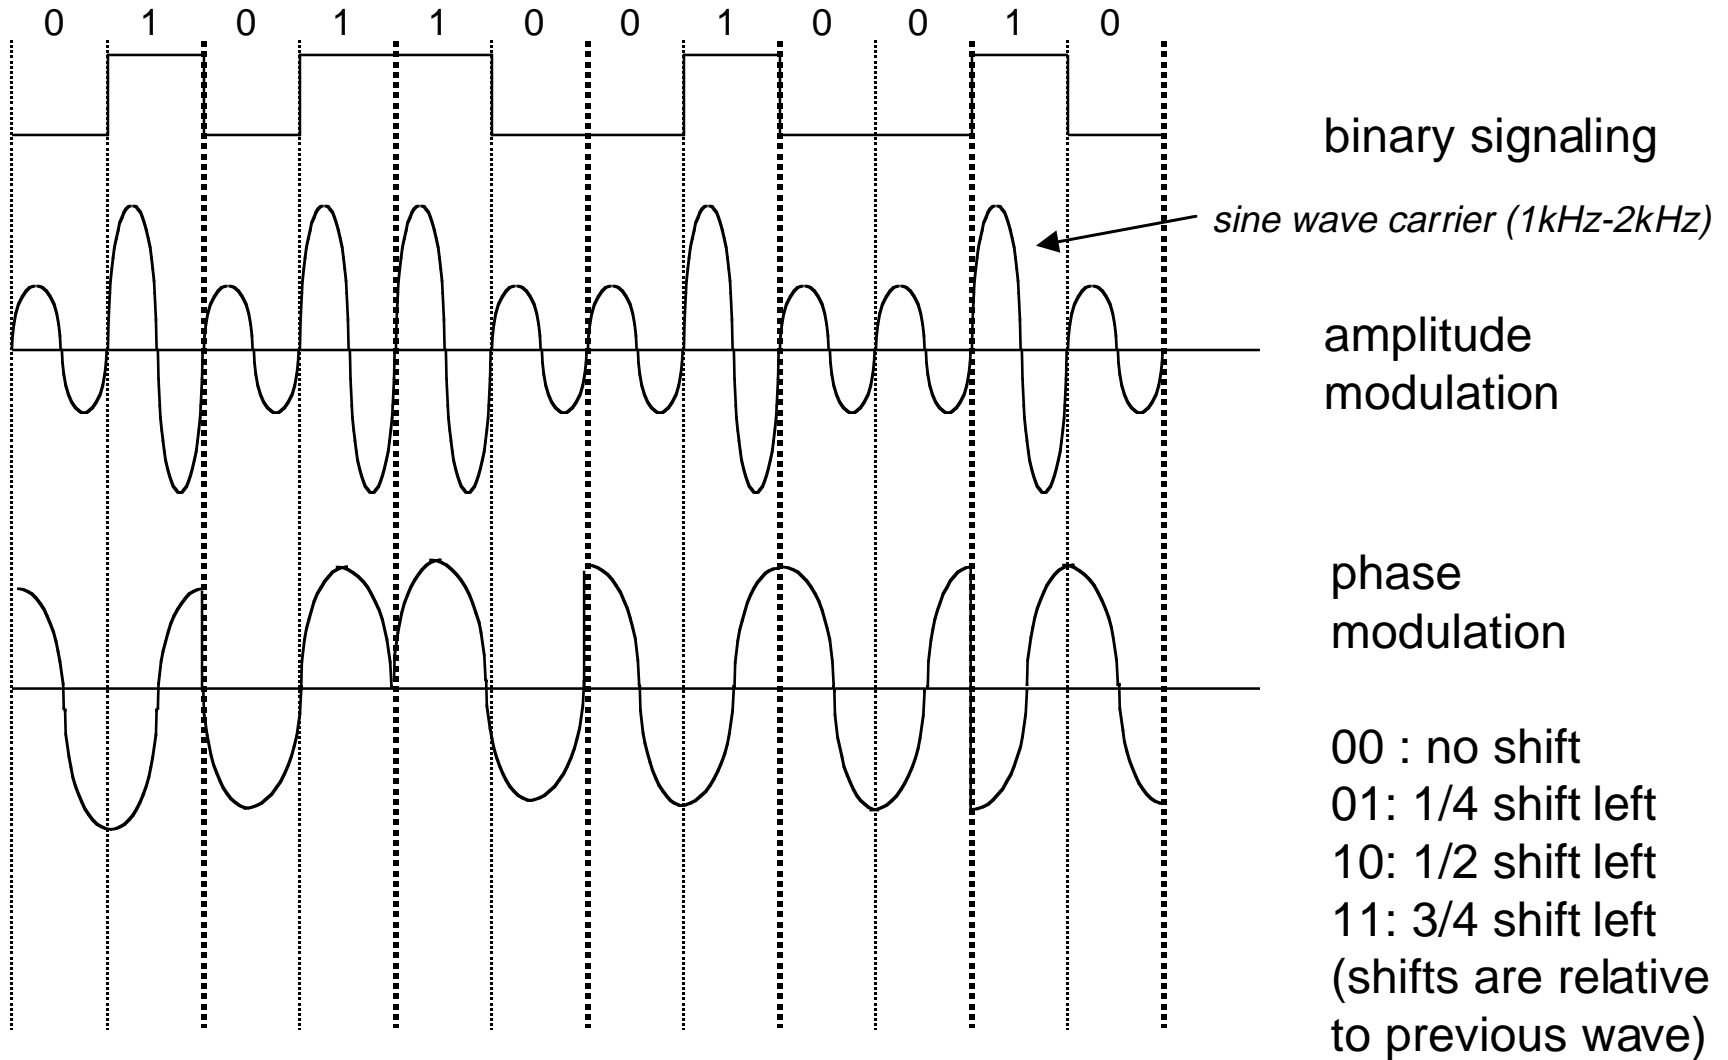 0 1 0 1 1 0 0 1 0 0 1 0
binary signaling
sine wave carrier (1kHz-2kHz)
amplitude
modulation
phase
modulation
00 : no shift
01: 1/4 shift left
10: 1/2 shift left
11: 3/4 shift left
(shifts are relative
to previous wave)